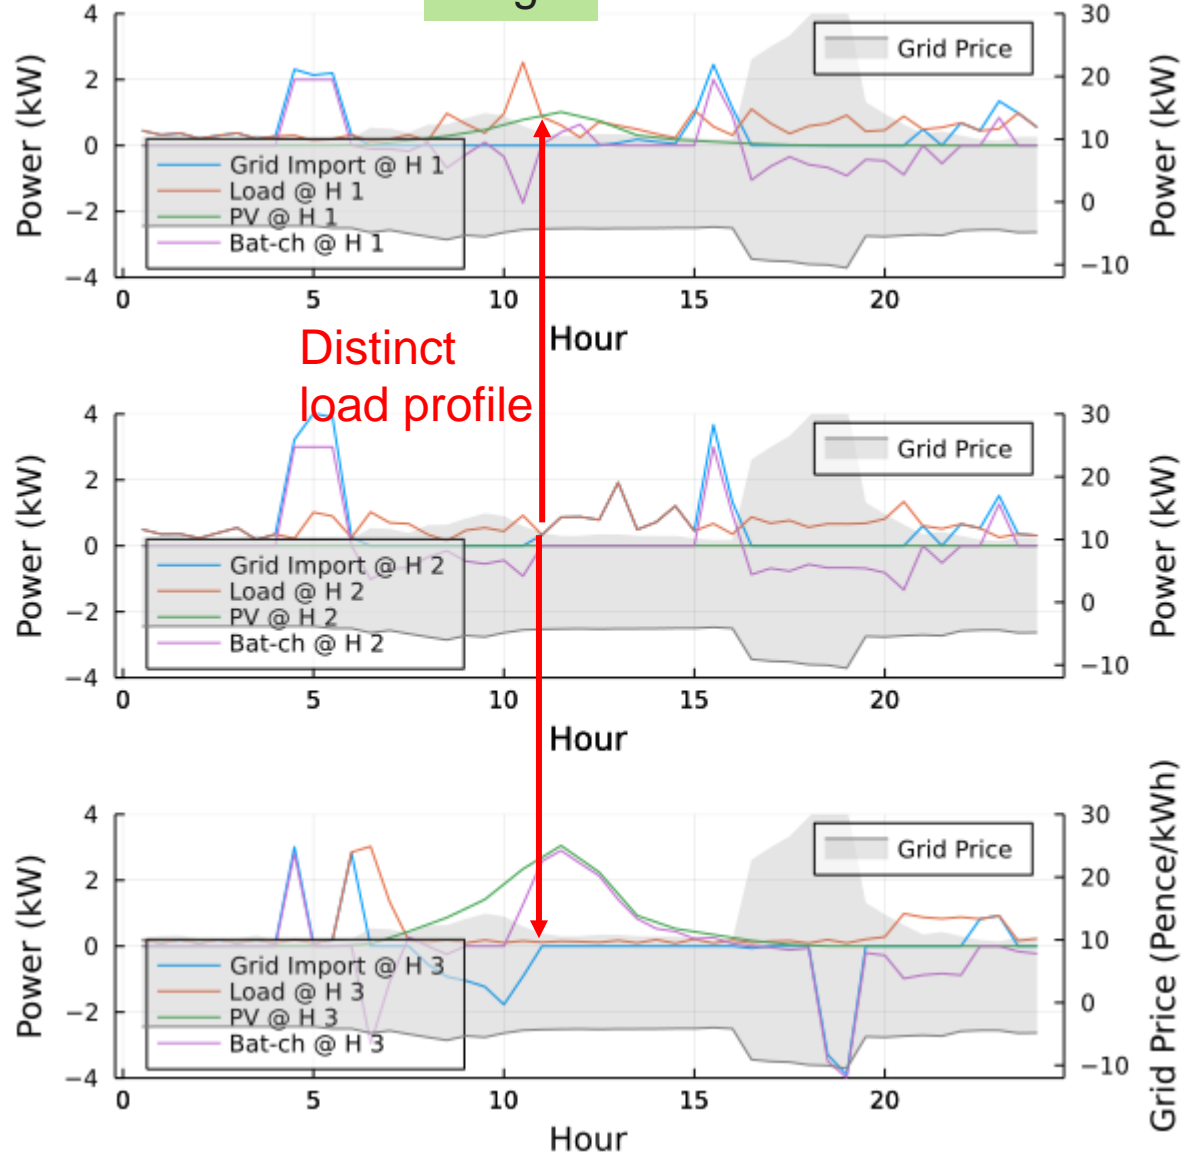 Power (kW)
4
2
0
−2
−4
Grid Price
Grid Import @ H 1
Load @ H 1
PV @ H 1
Bat-ch @ H 1
30
20
10
0
−10
Power (kW)
0
5
10
15
20
Hour
Distinct
load profile
Power (kW)
4
2
0
−2
−4
Grid Price
Grid Import @ H 2
Load @ H 2
PV @ H 2
Bat-ch @ H 2
30
20
10
0
−10
Power (kW)
0
5
10
15
20
Hour
Power (kW)
4
2
0
−2
−4
Grid Price
Grid Import @ H 3
Load @ H 3
PV @ H 3
Bat-ch @ H 3
30
20
10
0
−10
Grid Price (Pence/kWh)
0
5
10
15
20
Hour